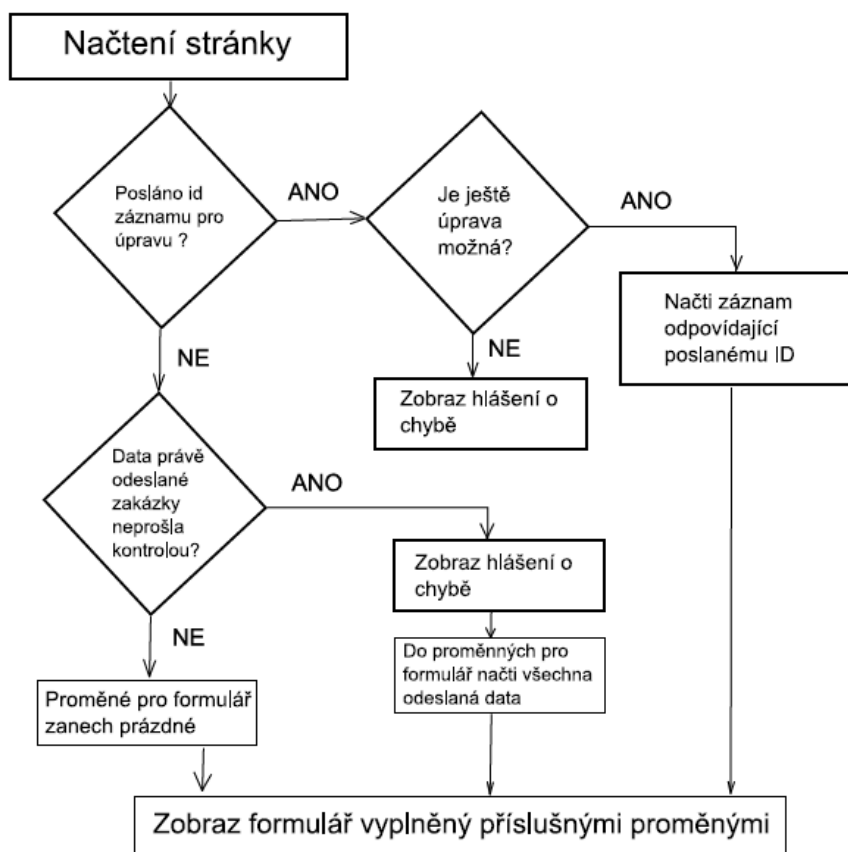 Načtení stránky
Posláno id
záznamu pro
úpravu ?
ANO
Je ještě
úprava
možná?
ANO
Načti záznam
odpovídající
poslanému ID
NE
NE
Zobraz hlášení o
chybě
Data právě
odeslané
zakázky
neprošla
kontrolou?
ANO
Zobraz hlášení o
chybě
NE
Do proměnných pro
formulář načti všechna
odeslaná data
Proměné pro formulář
zanech prázdné
Zobraz formulář vyplněný příslušnými proměnými